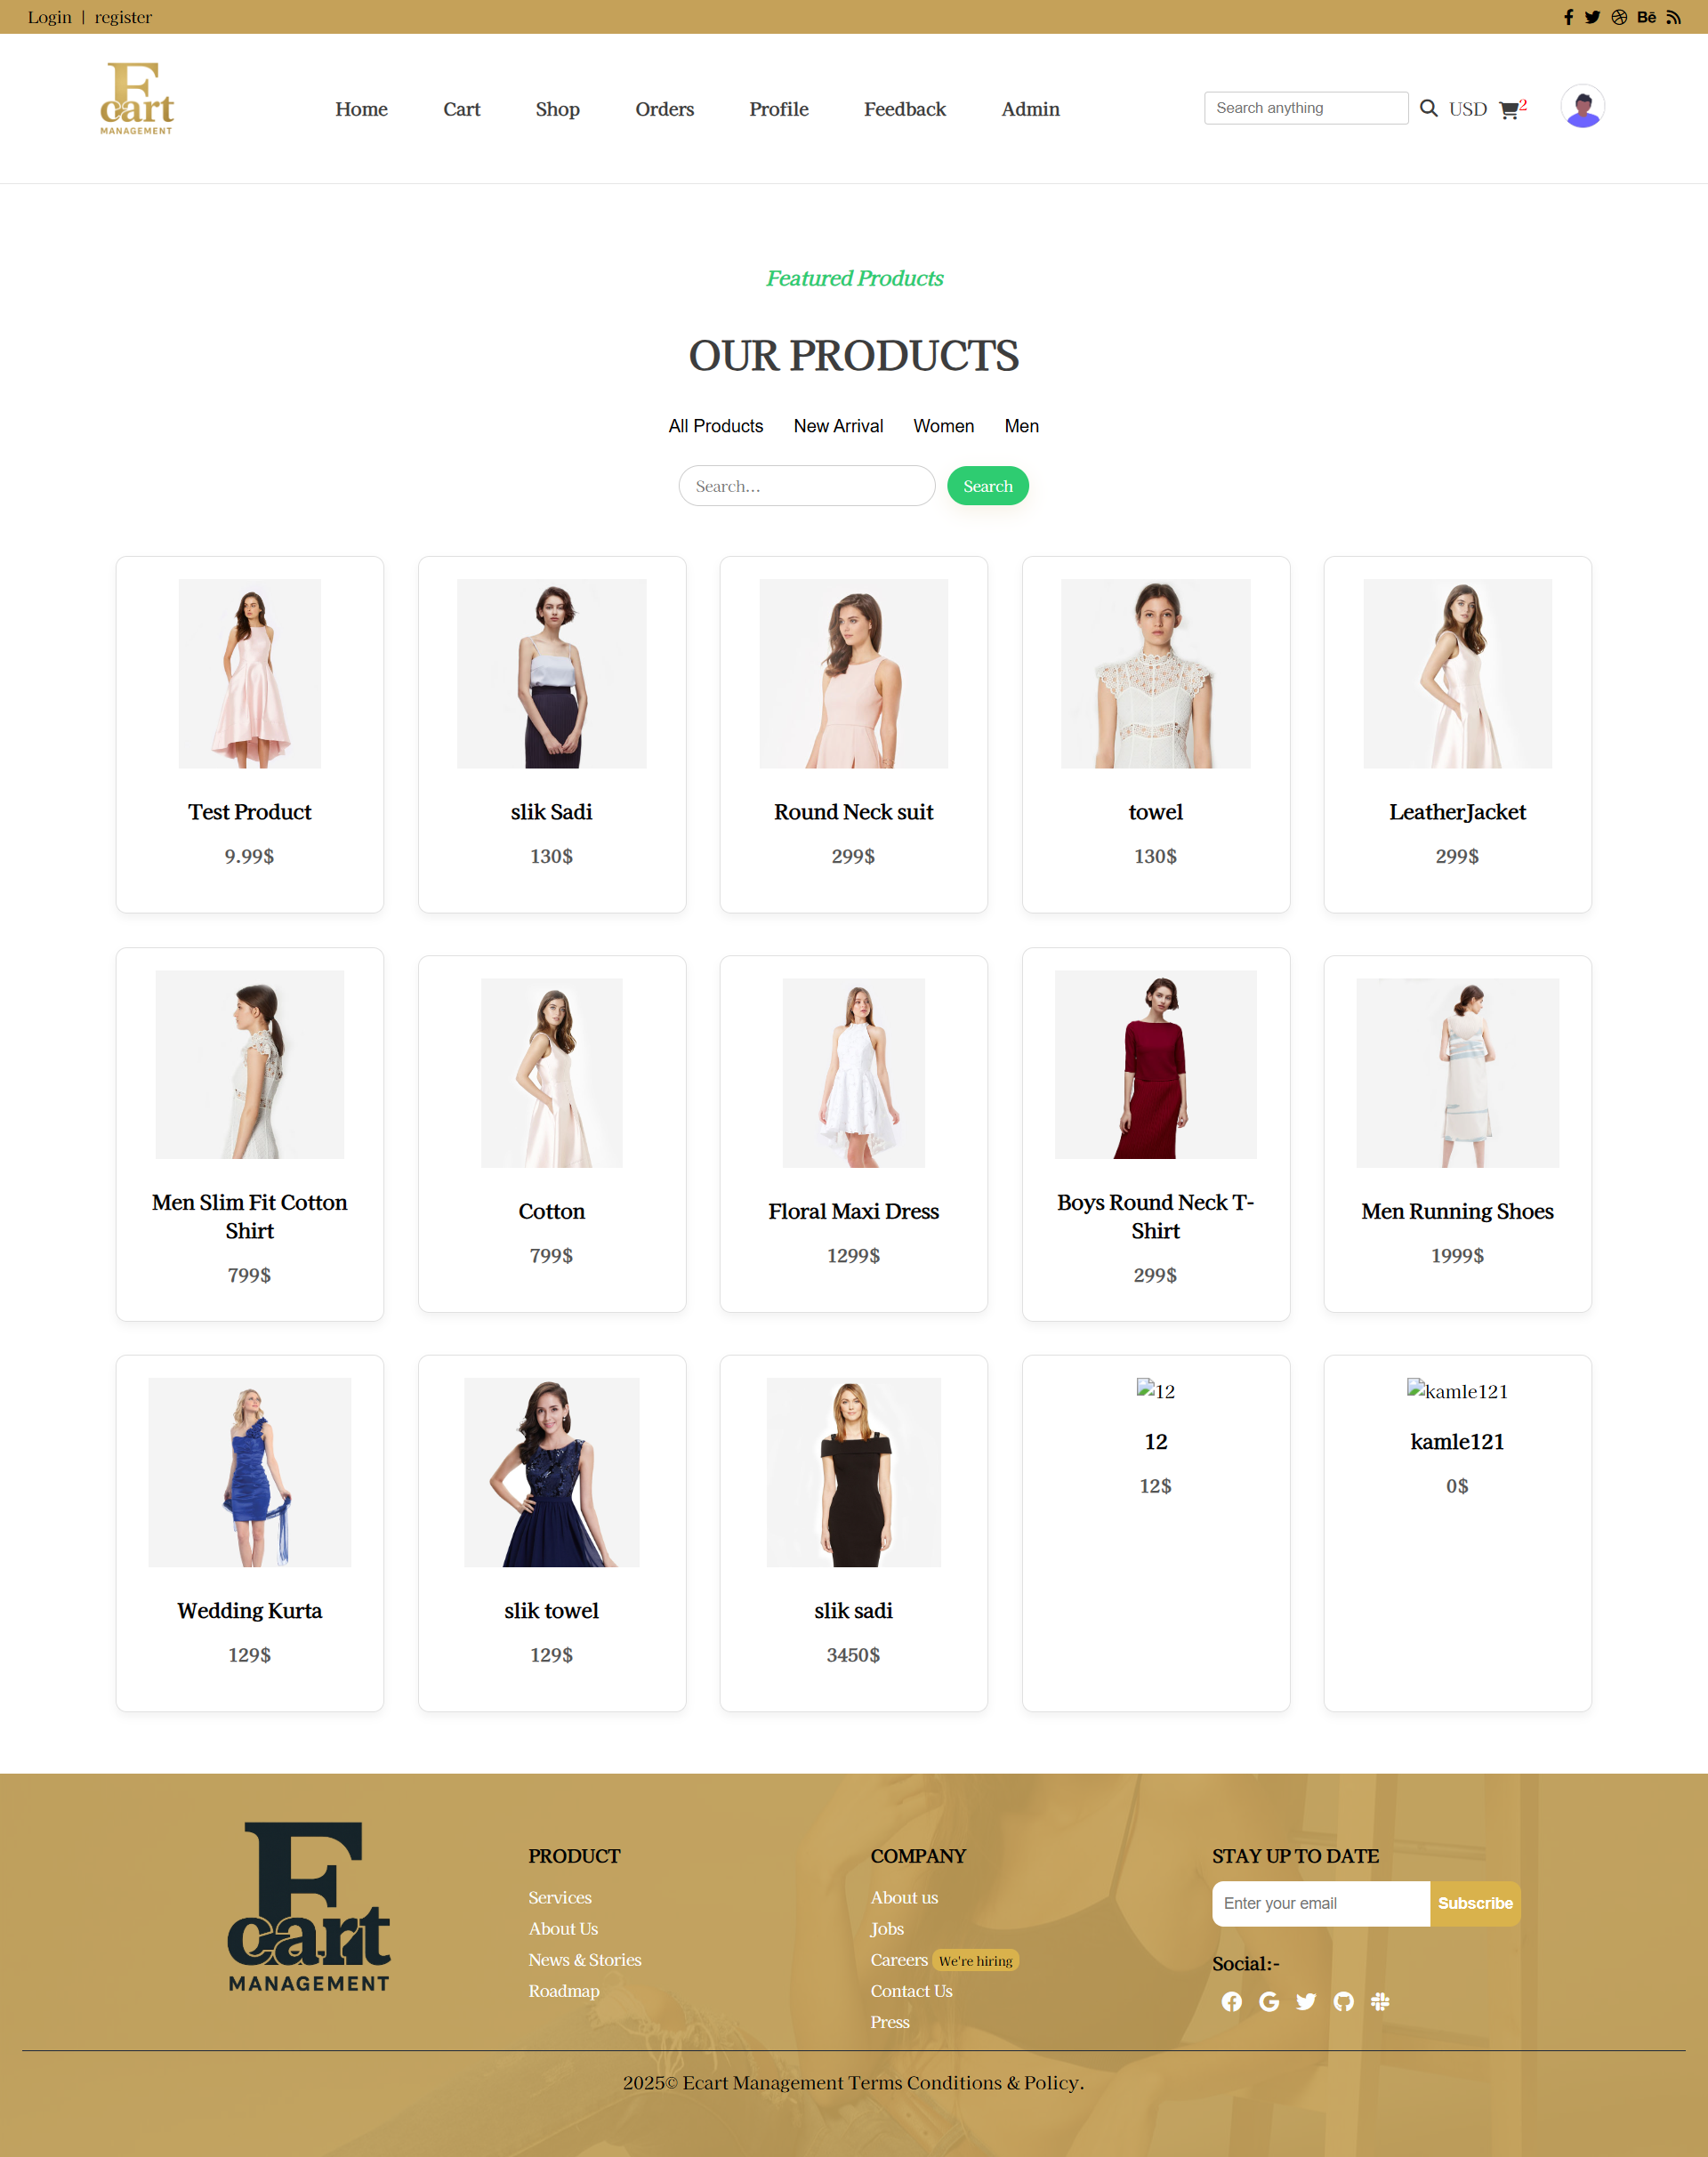 Login | register
Ecart
MANAGEMENT
Home
Cart
Shop
Orders
Profile
Feedback
Admin
Search anything
USD
2
Featured Products
OUR PRODUCTS
All Products
New Arrival
Women
Men
Search...
Search
Test Product
9.99$
slik Sadi
130$
Round Neck suit
299$
towel
130$
LeatherJacket
299$
Men Slim Fit Cotton
Shirt
799$
Cotton
799$
Floral Maxi Dress
1299$
Boys Round Neck T-
Shirt
299$
Men Running Shoes
1999$
Wedding Kurta
129$
slik towel
129$
slik sadi
3450$
12
12
12$
kamle121
kamle121
0$
Ecart
MANAGEMENT
PRODUCT
Services
About Us
News & Stories
Roadmap
COMPANY
About us
Jobs
Careers We're hiring
Contact Us
Press
STAY UP TO DATE
Enter your email
Subscribe
Social:-
2025© Ecart Management Terms Conditions & Policy.